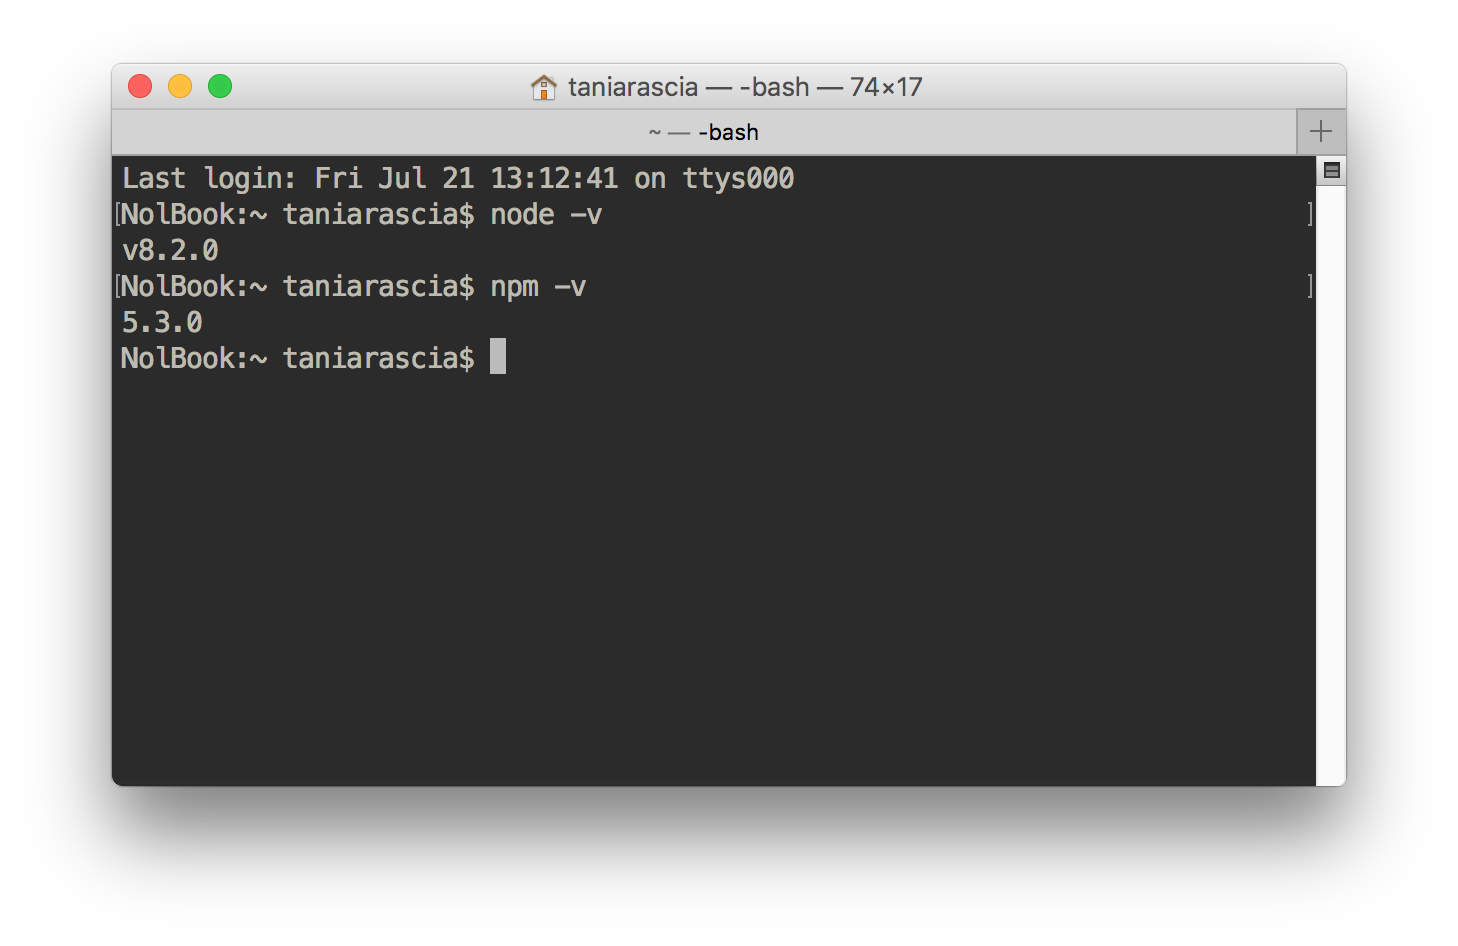 taniarascia — -bash — 74×17
~ — -bash
Last login: Fri Jul 21 13:12:41 on ttys000
[NolBook:~ taniarascia$ node -v ]
v8.2.0
[NolBook:~ taniarascia$ npm -v ]
5.3.0
NolBook:~ taniarascia$